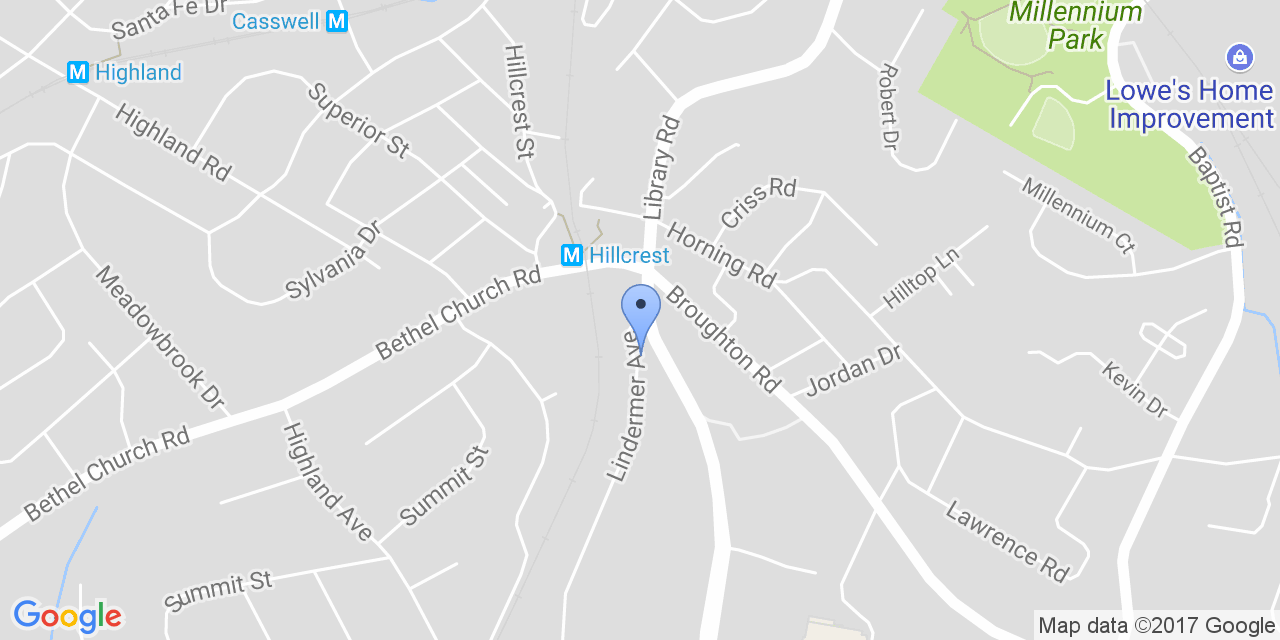 Santa Fe Dr
Casswell
M
Millennium
Park
M
Highland
Lowe's Home
Improvement
Hillcrest St
Superior St
Highland Rd
Robert Dr
Library Rd
Baptist Rd
Criss Rd
Millennium Ct
Sylvania Dr
Horning Rd
M
Hillcrest
Hilltop Ln
Meadowbrook Dr
Bethel Church Rd
Broughton Rd
Lindermer Ave
Jordan Dr
Kevin Dr
Bethel Church Rd
Highland Ave
Summit St
Lawrence Rd
Summit St
Google
Map data ©2017 Google